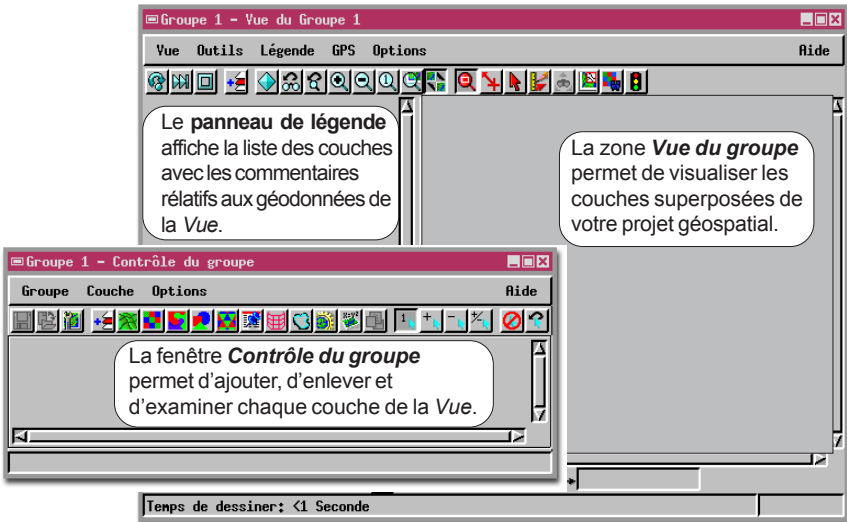 Groupe 1 - Vue du Groupe 1
Vue Outils Légende GPS Options Aide
Le panneau de légende
affiche la liste des couches
avec les commentaires
rélatifs aux géodonnées de
la Vue.
La zone Vue du groupe
permet de visualiser les
couches superposées de
votre projet géospatial.
Groupe 1 - Contrôle du groupe
Groupe Couche Options Aide
La fenêtre Contrôle du groupe
permet d'ajouter, d'enlever et
d'examiner chaque couche de la Vue.
Temps de dessiner: <1 Seconde